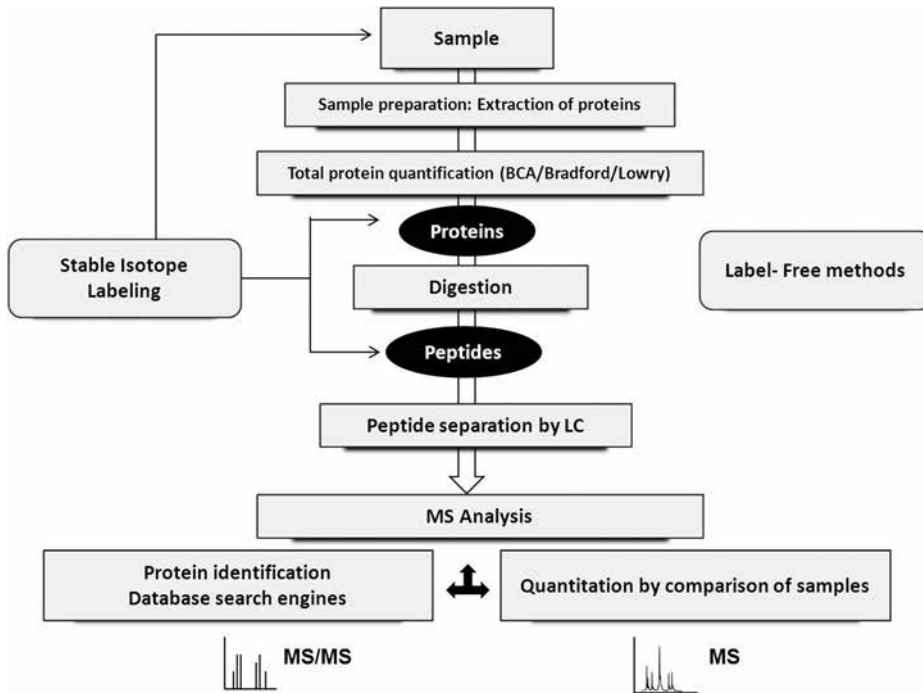 Sample
Sample preparation: Extraction of proteins
Total protein quantification (BCA/Bradford/Lowry)
Proteins
Stable Isotope
Labeling
Label- Free methods
Digestion
Peptides
Peptide separation by LC
MS Analysis
Protein identification
Database search engines
Quantitation by comparison of samples
MS/MS
MS